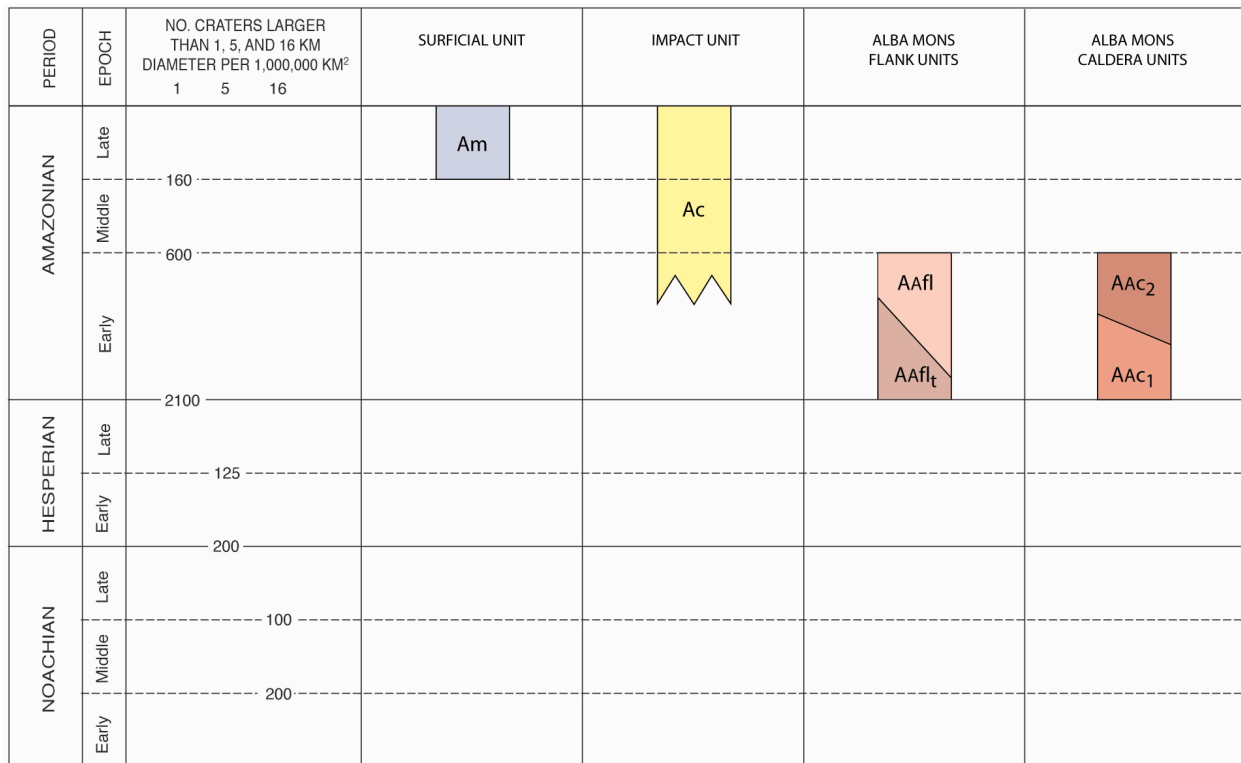 PERIOD
EPOCH
NO. CRATERS LARGER
THAN 1, 5, AND 16 KM
DIAMETER PER 1,000,000 KM²
1 5 16
SURFICIAL UNIT
IMPACT UNIT
ALBA MONS
FLANK UNITS
ALBA MONS
CALDERA UNITS
AMAZONIAN
Late
Am
160
Middle
Ac
600
Early
AAfl
AAc₂
AAflₜ
AAc₁
2100
HESPERIAN
Late
125
Early
200
NOACHIAN
Late
100
Middle
200
Early